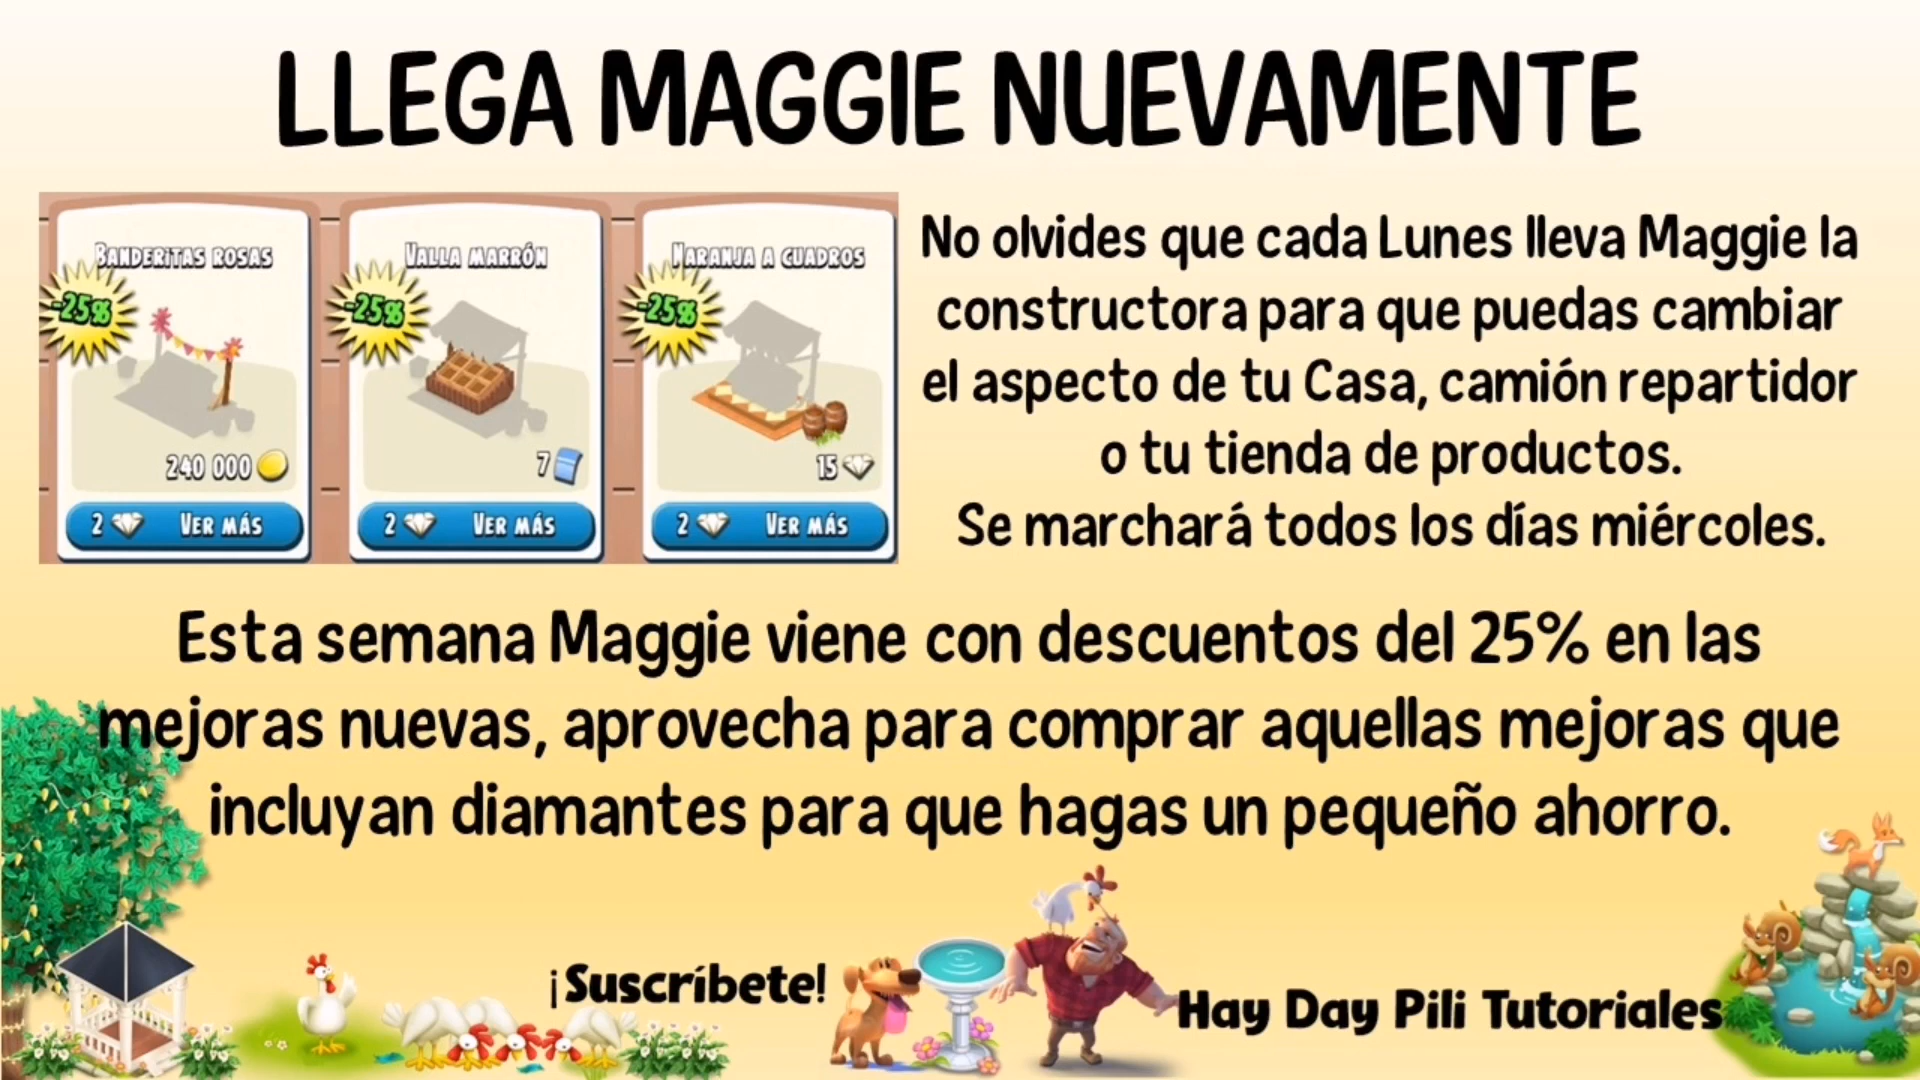 LLEGA MAGGIE NUEVAMENTE
BANDERITAS ROSAS
-25%
240 000
2 VER MÁS
VALLA MARRÓN
-25%
7
2 VER MÁS
NARANJA A CUADROS
-25%
15
2 VER MÁS
No olvides que cada Lunes lleva Maggie la
constructora para que puedas cambiar
el aspecto de tu Casa, camión repartidor
o tu tienda de productos.
Se marchará todos los días miércoles.
Esta semana Maggie viene con descuentos del 25% en las
mejoras nuevas, aprovecha para comprar aquellas mejoras que
incluyan diamantes para que hagas un pequeño ahorro.
¡Suscríbete!
Hay Day Pili Tutoriales